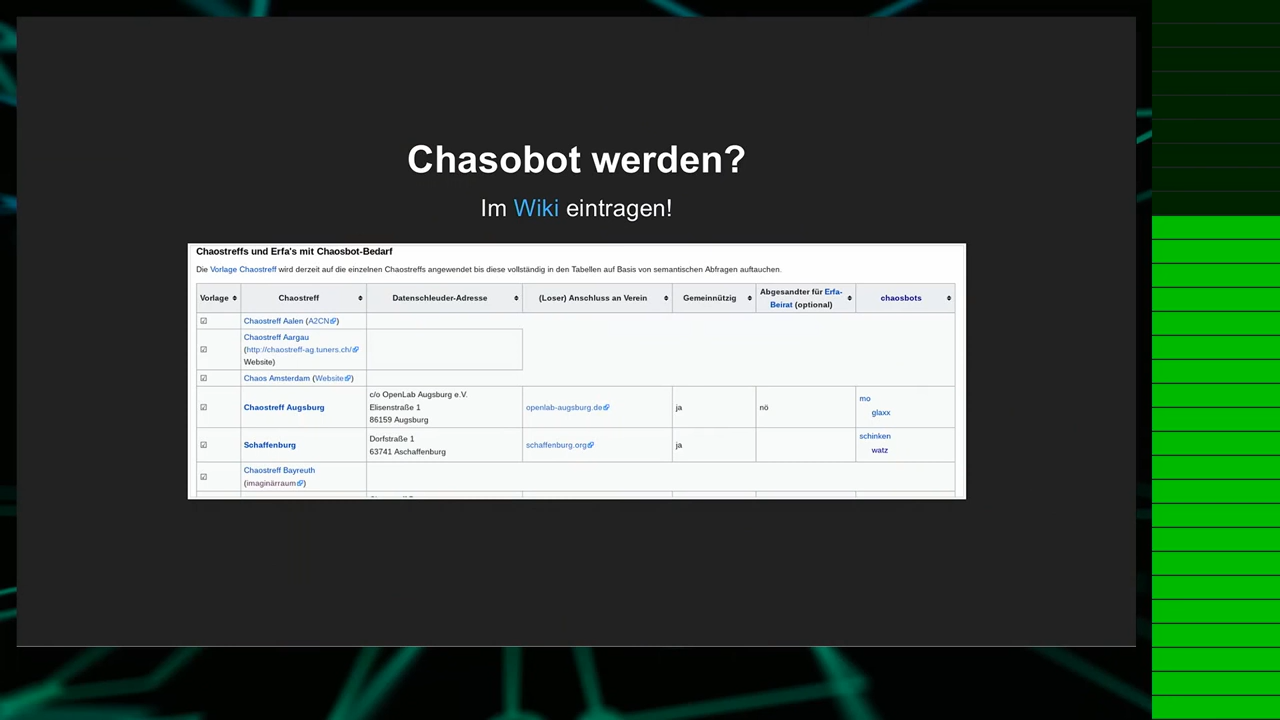 Chasobot werden?
Im Wiki eintragen!
Chaostreffs und Erfa's mit Chaosbot-Bedarf
Die Vorlage Chaostreff wird derzeit auf die einzelnen Chaostreffs angewendet bis diese vollständig in den Tabellen auf Basis von semantischen Abfragen auftauchen.
Vorlage Chaostreff Datenschleuder-Adresse (Loser) Anschluss an Verein Gemeinnützig Abgesandter für Erfa-
Beirat (optional) chaosbots
☑ Chaostreff Aalen (A2CN)
☑ Chaostreff Aargau
(http://chaostreff-ag.tuners.ch/
Website)
☑ Chaos Amsterdam (Website)
☑ Chaostreff Augsburg
c/o OpenLab Augsburg e.V.
Elisenstraße 1
86159 Augsburg
openlab-augsburg.de
ja
nö
mo
glaxx
☑ Schaffenburg
Dorfstraße 1
63741 Aschaffenburg
schaffenburg.org
ja
schinken
watz
☑ Chaostreff Bayreuth
(imaginärraum)